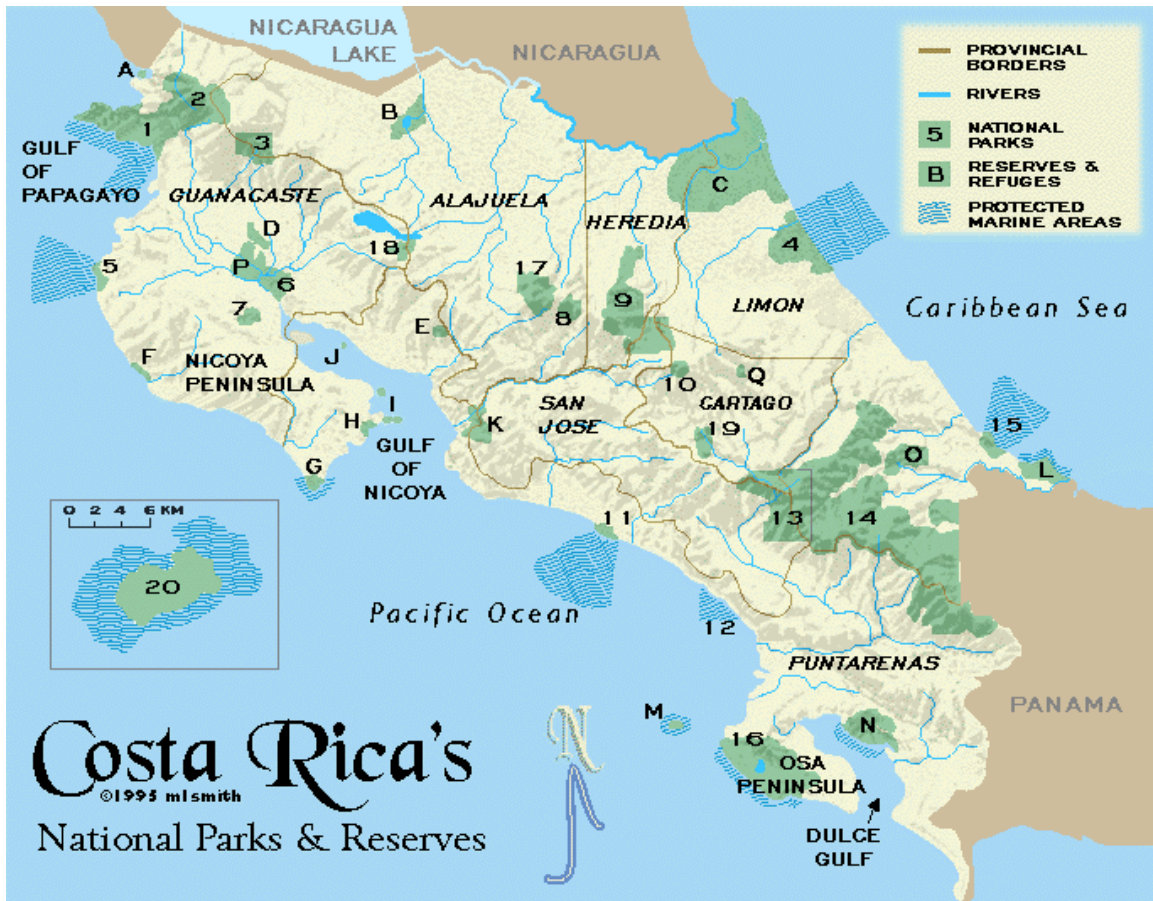 NICARAGUA
LAKE
NICARAGUA
PROVINCIAL
BORDERS
RIVERS
5
NATIONAL
PARKS
B
RESERVES &
REFUGES
PROTECTED
MARINE AREAS
A
2
1
3
B
C
GULF
OF
PAPAGAYO
GUANACASTE
ALAJUELA
HEREDIA
D
18
4
5
P
6
17
8
9
LIMON
Caribbean Sea
7
E
F
NICOYA
PENINSULA
J
10
Q
CARTAGO
I
H
K
SAN
JOSE
19
15
GULF
OF
NICOYA
G
O
L
0 2 4 6 KM
11
13
14
20
Pacific Ocean
12
PUNTARENAS
PANAMA
M
N
16
OSA
PENINSULA
DULCE
GULF
N
Costa Rica's
©1995 mlsmith
National Parks & Reserves